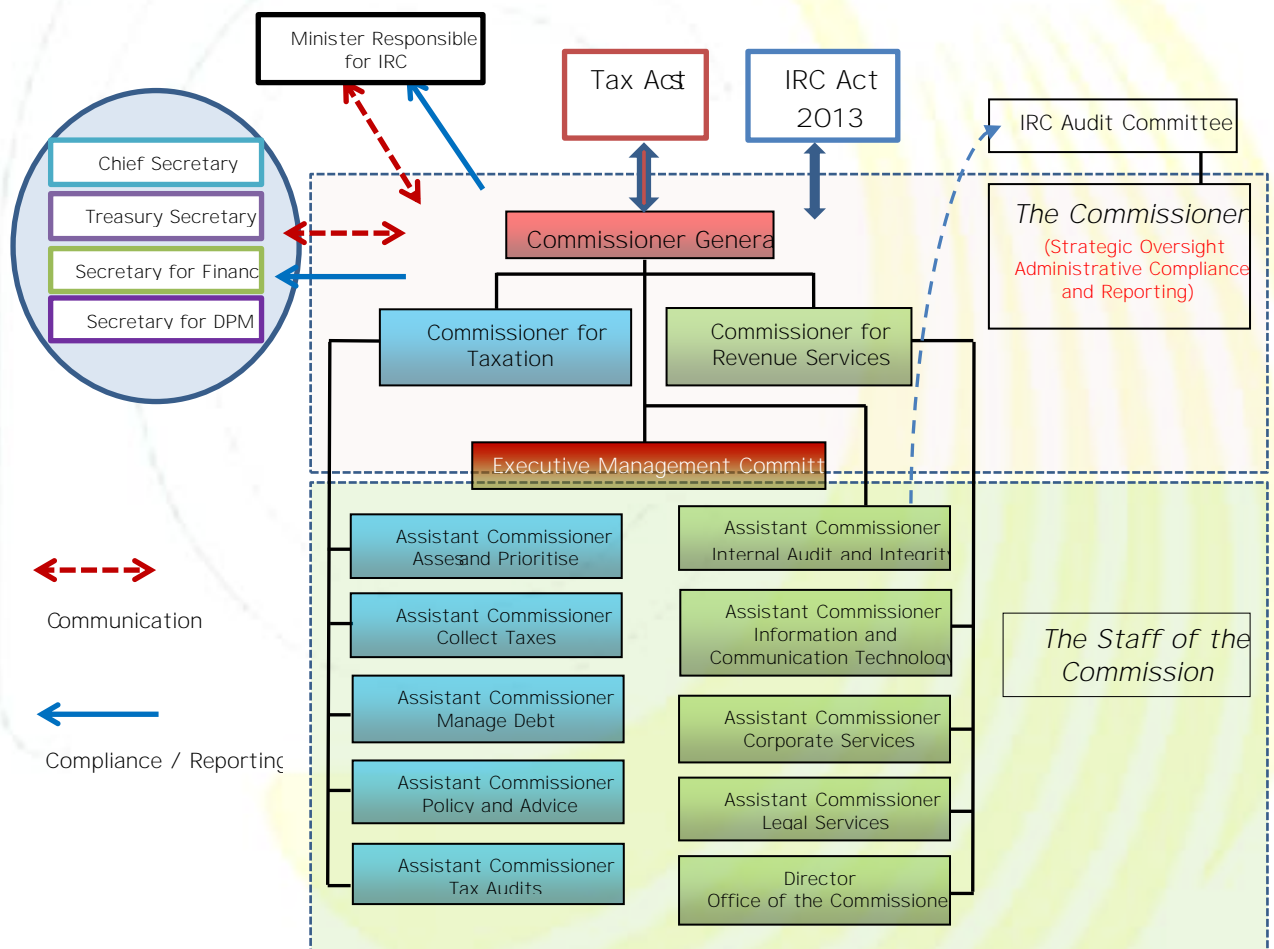 Minister Responsible
for IRC
Tax Act
IRC Act
2013
IRC Audit Committee
Chief Secretary
Treasury Secretary
Secretary for Financ
Secretary for DPM
The Commissioner
(Strategic Oversight
Administrative Compliance
and Reporting)
Commissioner Genera
Commissioner for
Taxation
Commissioner for
Revenue Services
Executive Management Committ
Assistant Commissioner
Asses and Prioritise
Assistant Commissioner
Collect Taxes
Assistant Commissioner
Manage Debt
Assistant Commissioner
Policy and Advice
Assistant Commissioner
Tax Audits
Assistant Commissioner
Internal Audit and Integrity
Assistant Commissioner
Information and
Communication Technology
Assistant Commissioner
Corporate Services
Assistant Commissioner
Legal Services
Director
Office of the Commissione
The Staff of the
Commission
Communication
Compliance / Reporting